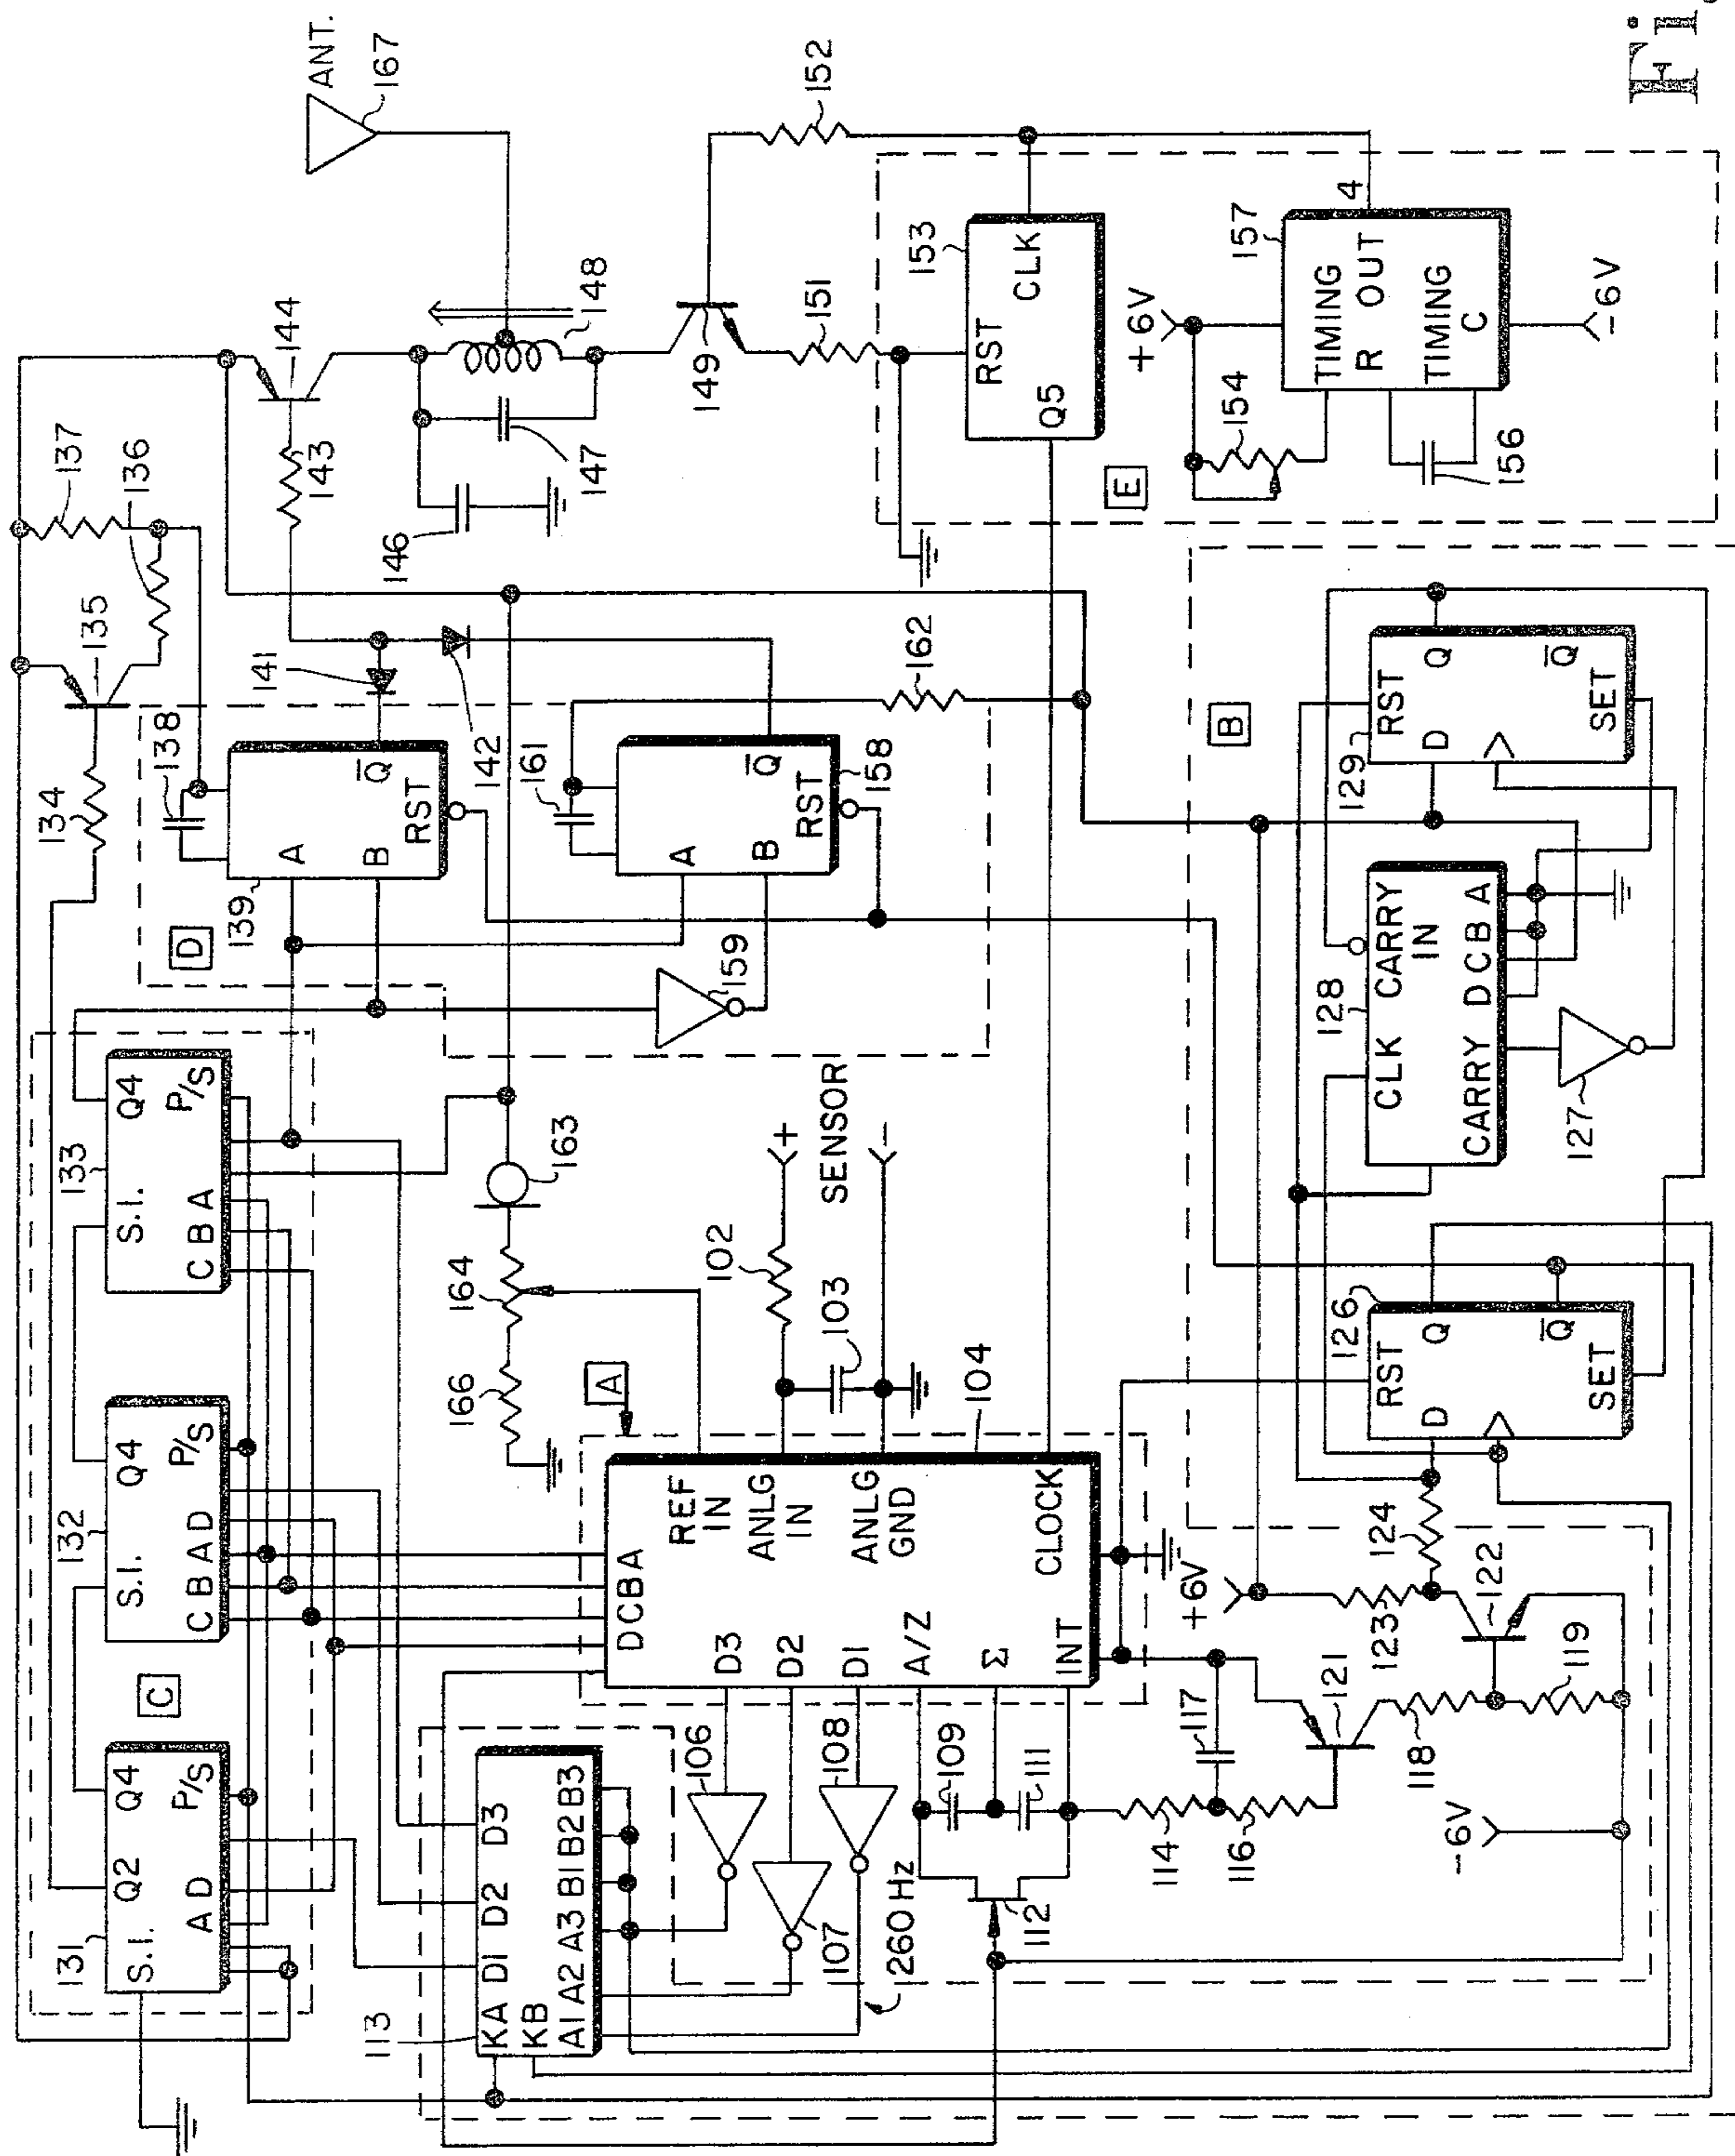 ANT.
167
137
136
135
134
138
139
A
B
Q̄
RST
D
141
142
143
144
146
147
148
149
151
152
161
162
158
A
B
Q̄
RST
159
131
S.I.
Q2
Q4
A D
P/S
C
132
S.I.
Q4
C B A D
P/S
133
S.I.
Q4
C B A
P/S
163
164
166
102
103
+
SENSOR
-
A
104
DCBA
REF
IN
ANLG
IN
ANLG
GND
CLOCK
D3
D2
D1
A/Z
Σ
INT
113
KA D1 D2 D3
KB
A1 A2 A3 B1 B2 B3
106
107
108
1260 Hz
109
111
112
114
116
117
118
119
121
122
123
124
+6V
-6V
126
RST
D
Q
Q̄
SET
127
128
CLK CARRY
IN
CARRY D C B A
129
RST
D
Q
Q̄
SET
B
E
153
RST
CLK
Q5
+6V
154
156
157
4
TIMING
R OUT
TIMING
C
-6V